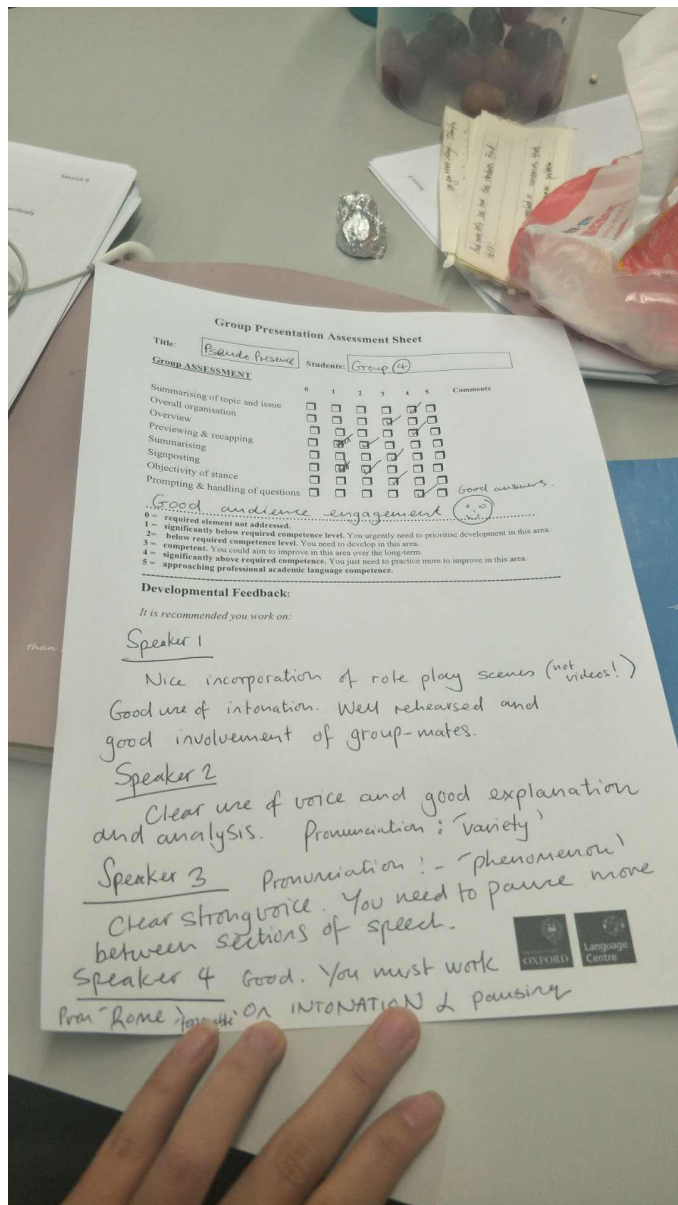 Session 9
Group Presentation Assessment Sheet
Title: Pseudo Presence Students: Group 4
Group ASSESSMENT
0 1 2 3 4 5 Comments
Summarising of topic and issue
Overall organisation
Overview
Previewing & recapping
Summarising
Signposting
Objectivity of stance
Prompting & handling of questions Good answers.
Good audience engagement
0 = required element not addressed.
1 = significantly below required competence level. You urgently need to prioritise development in this area.
2= below required competence level. You need to develop in this area.
3 = competent. You could aim to improve in this area over the long-term.
4 = significantly above required competence. You just need to practice more to improve in this area.
5 = approaching professional academic language competence.
Developmental Feedback:
It is recommended you work on:
than
Speaker 1
Nice incorporation of role play scenes (not videos!)
Good use of intonation. Well rehearsed and
good involvement of group-mates.
Speaker 2
Clear use of voice and good explanation
and analysis. Pronunciation: 'variety'
Speaker 3 Pronunciation! - 'phenomenon'
Clear strong voice. You need to pause more
between sections of speech.
Speaker 4 Good. You must work
Pron - 'Rome' ON INTONATION & pausing
OXFORD
Language
Centre